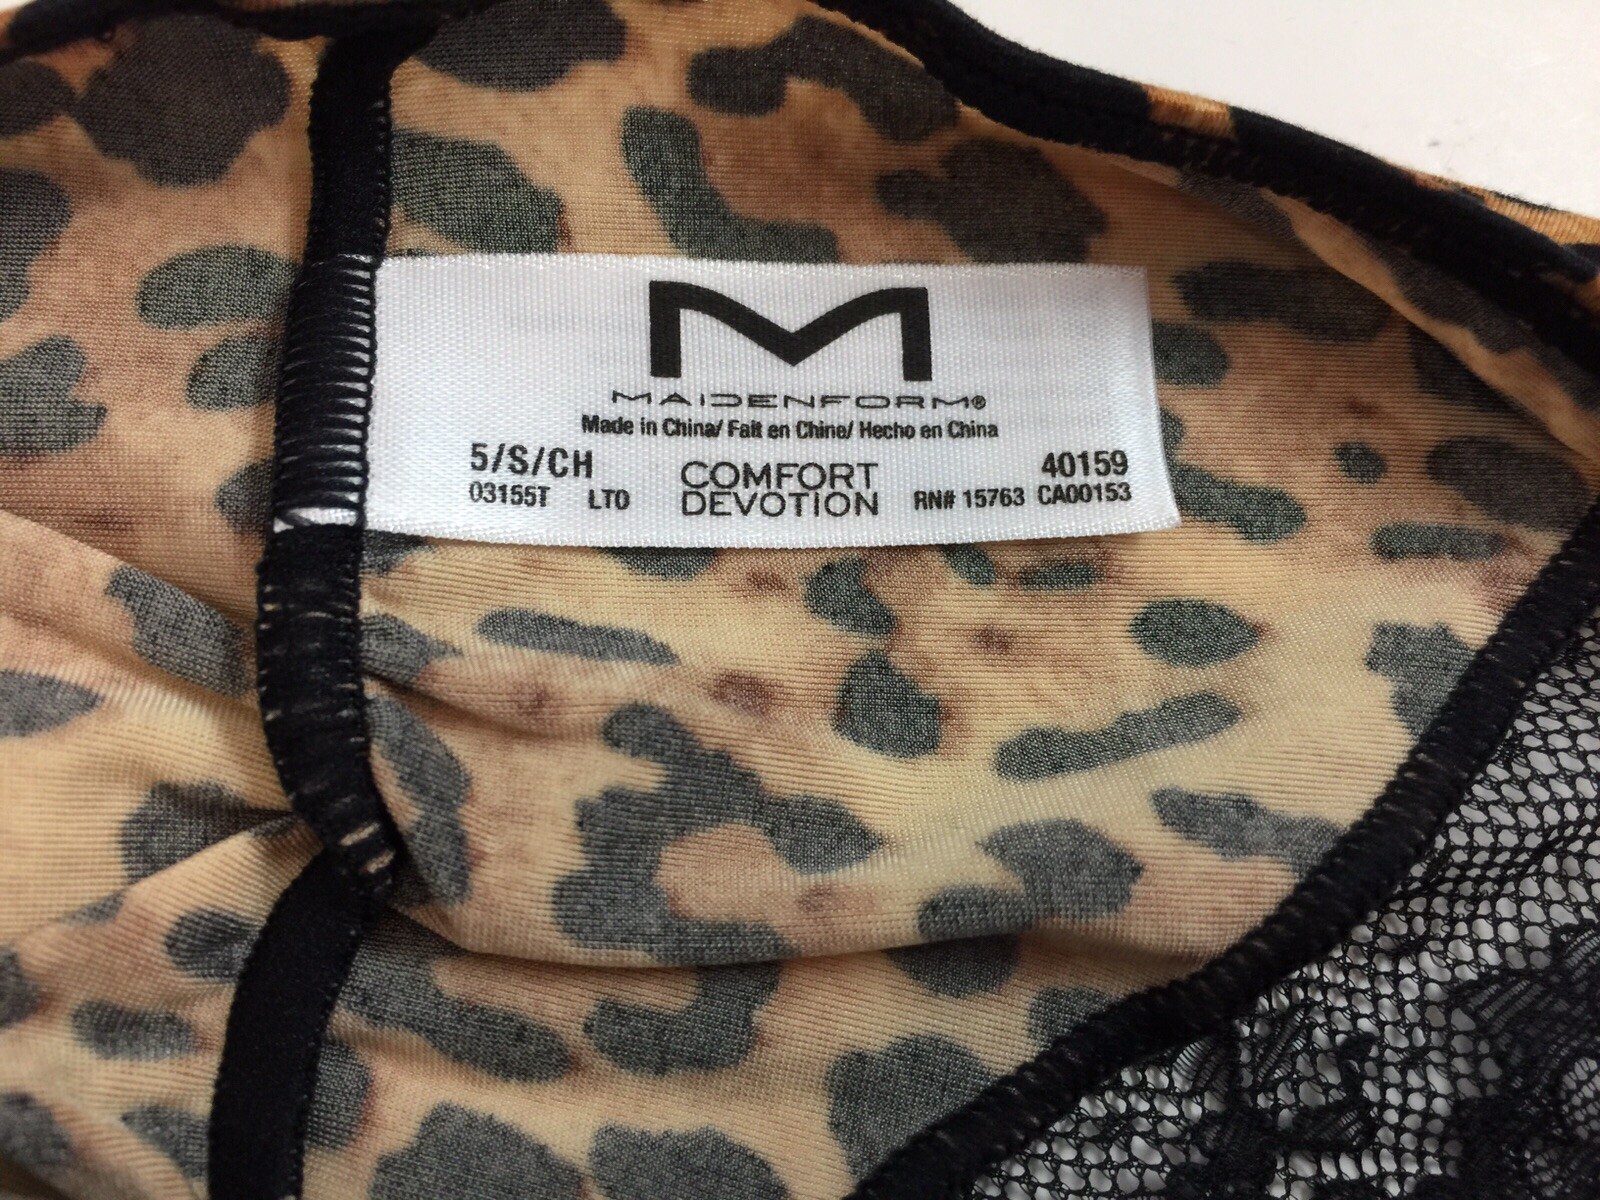 M
MAIDENFORM®
Made in China/ Fait en Chine/ Hecho en China
5/S/CH COMFORT 40159
03155T LTO DEVOTION RN# 15763 CA00153